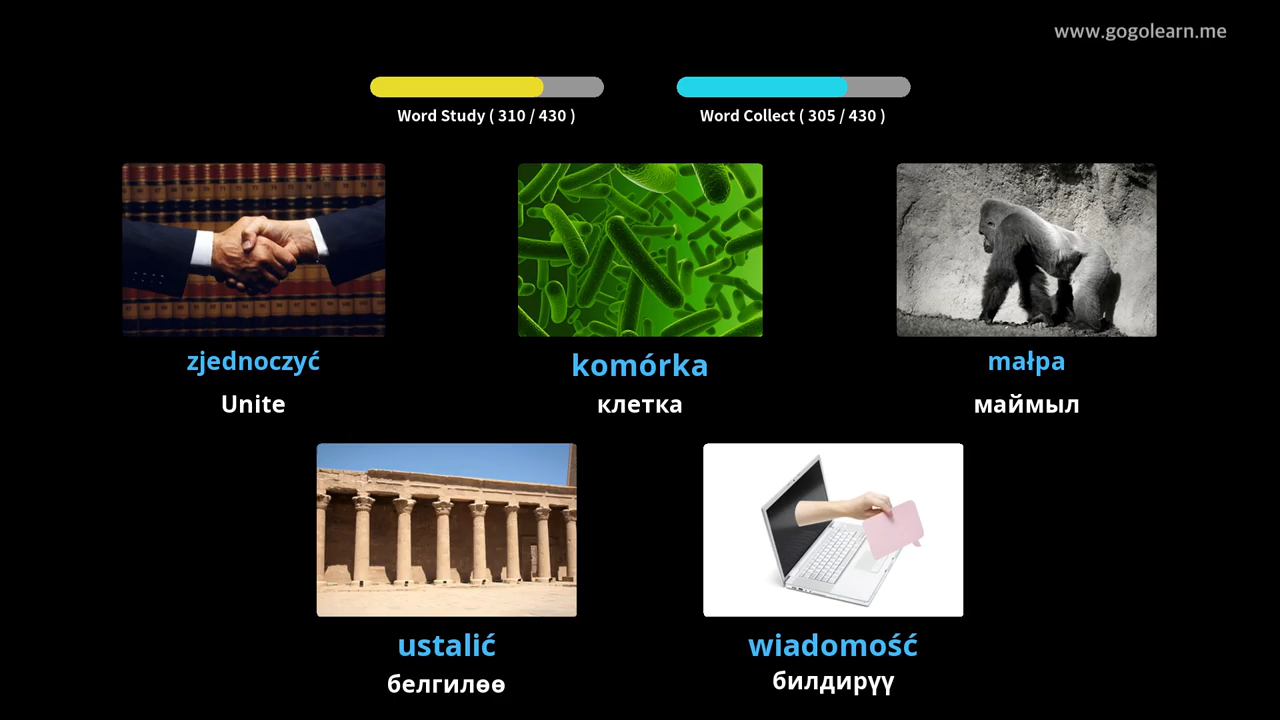 www.gogolearn.me
Word Study ( 310 / 430 )
Word Collect ( 305 / 430 )
zjednoczyć
Unite
komórka
клетка
małpa
маймыл
ustalić
белгилөө
wiadomość
билдирүү